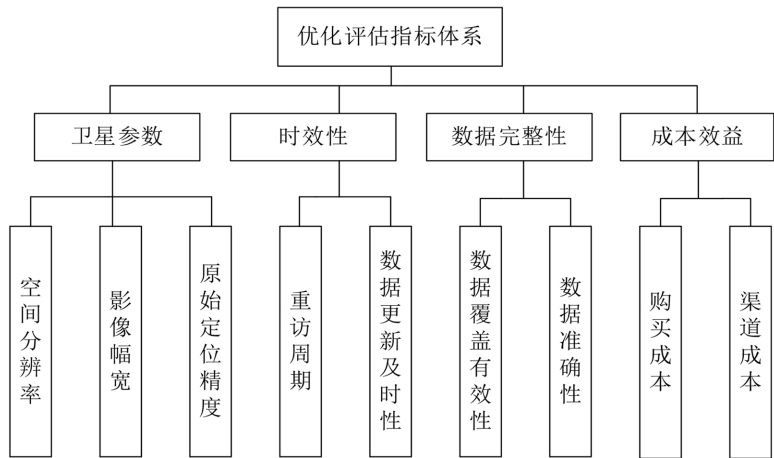 优化评估指标体系
卫星参数
时效性
数据完整性
成本效益
空间分辨率
影像幅宽
原始定位精度
重访周期
数据更新及时性
数据覆盖有效性
数据准确性
购买成本
渠道成本